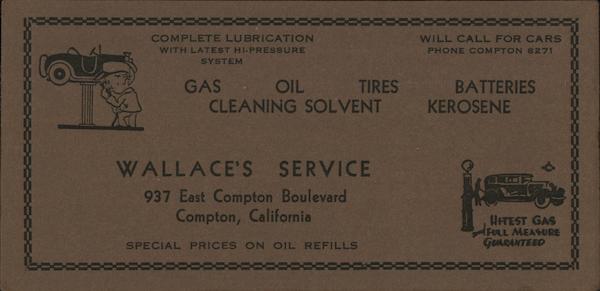 COMPLETE LUBRICATION
WITH LATEST HI-PRESSURE
SYSTEM
WILL CALL FOR CARS
PHONE COMPTON 6271
GAS OIL TIRES BATTERIES
CLEANING SOLVENT KEROSENE
WALLACE'S SERVICE
937 East Compton Boulevard
Compton, California
SPECIAL PRICES ON OIL REFILLS
HITEST GAS
FULL MEASURE
GUARANTEED